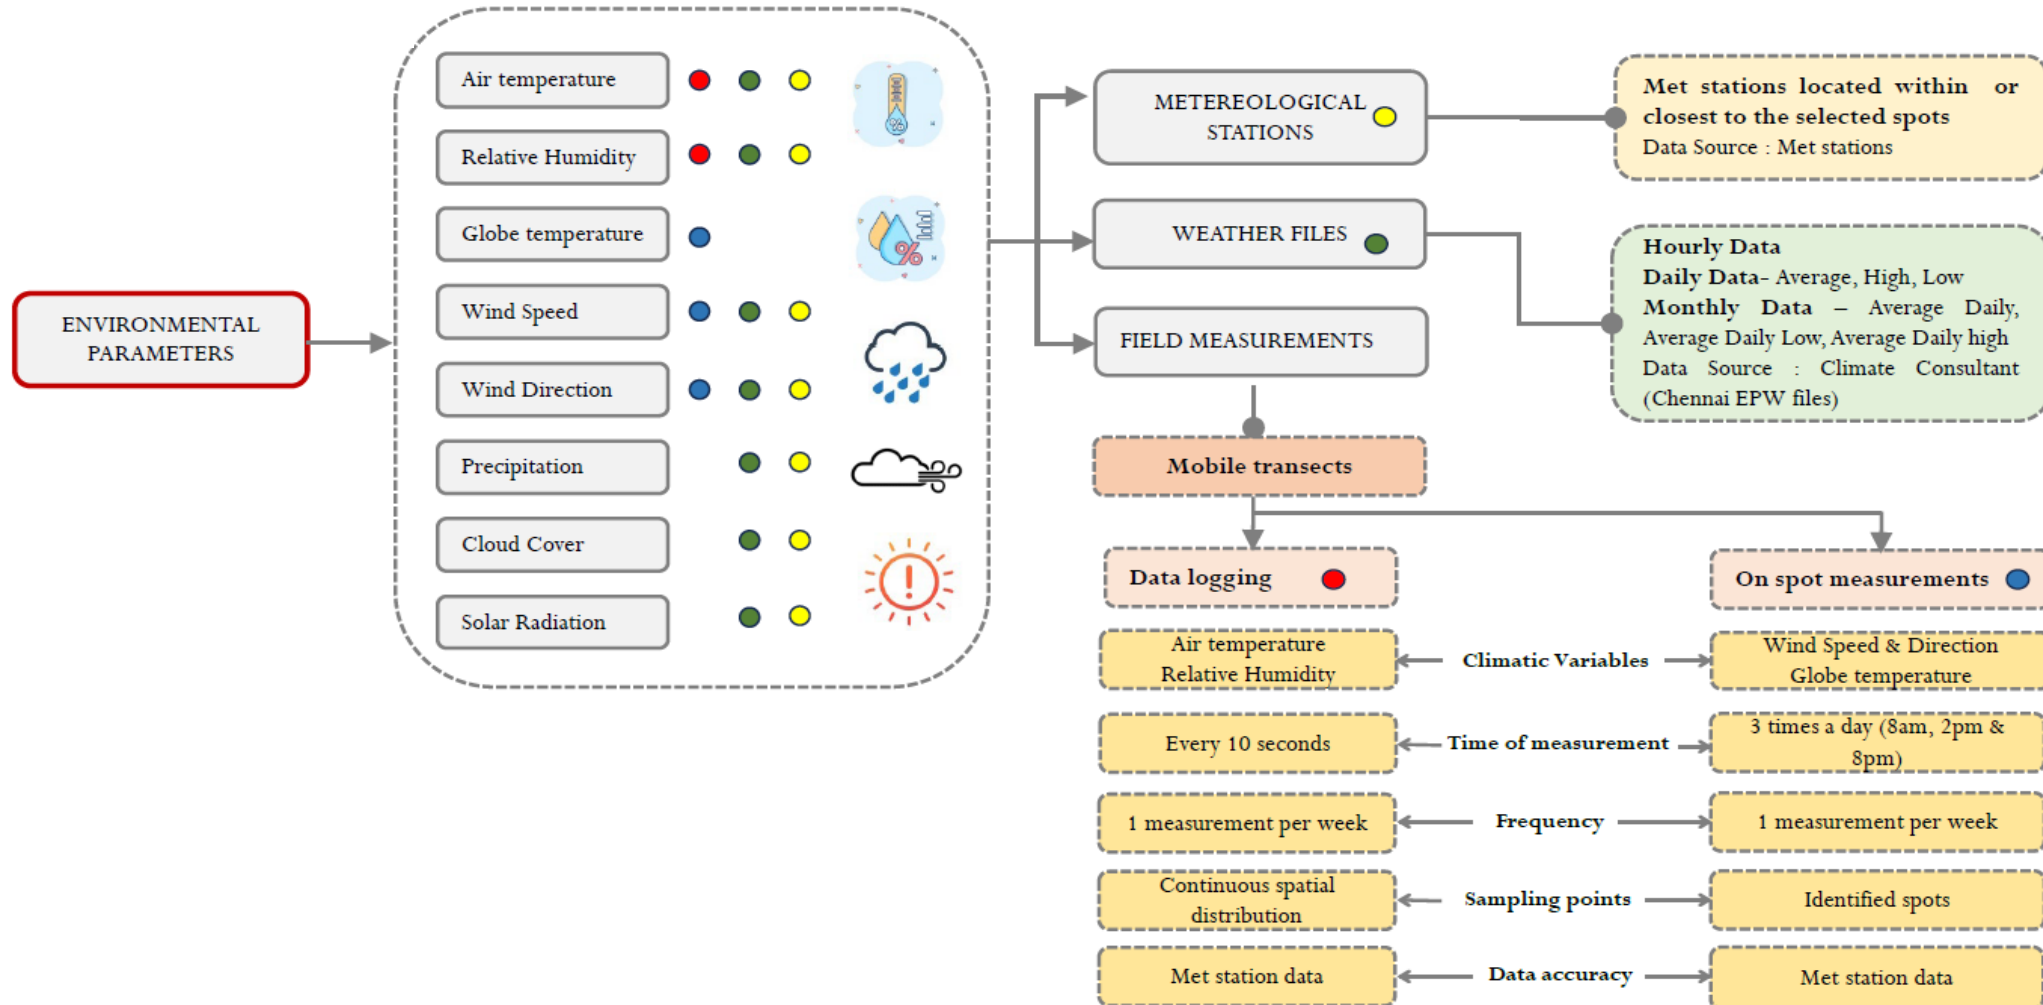 ENVIRONMENTAL
PARAMETERS
Air temperature
Relative Humidity
Globe temperature
Wind Speed
Wind Direction
Precipitation
Cloud Cover
Solar Radiation
%
%
!
METEREOLOGICAL
STATIONS
WEATHER FILES
FIELD MEASUREMENTS
Met stations located within or
closest to the selected spots
Data Source : Met stations
Hourly Data
Daily Data- Average, High, Low
Monthly Data – Average Daily,
Average Daily Low, Average Daily high
Data Source : Climate Consultant
(Chennai EPW files)
Mobile transects
Data logging
On spot measurements
Air temperature
Relative Humidity
Climatic Variables
Wind Speed & Direction
Globe temperature
Every 10 seconds
Time of measurement
3 times a day (8am, 2pm &
8pm)
1 measurement per week
Frequency
1 measurement per week
Continuous spatial
distribution
Sampling points
Identified spots
Met station data
Data accuracy
Met station data